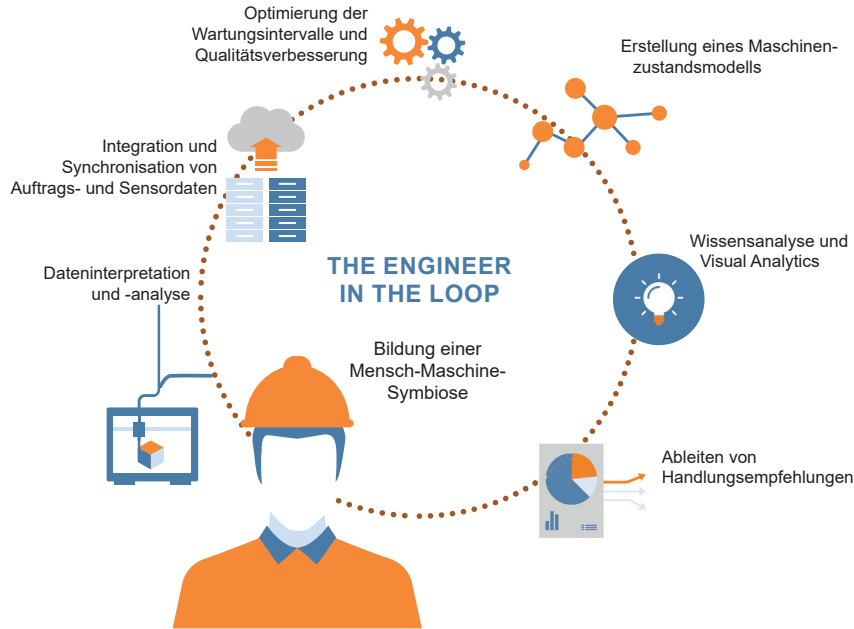 Optimierung der
Wartungsintervalle und
Qualitätsverbesserung
Erstellung eines Maschinen-
zustandsmodells
Integration und
Synchronisation von
Auftrags- und Sensordaten
Wissensanalyse und
Visual Analytics
Dateninterpretation
und -analyse
THE ENGINEER
IN THE LOOP
Bildung einer
Mensch-Maschine-
Symbiose
Ableiten von
Handlungsempfehlungen